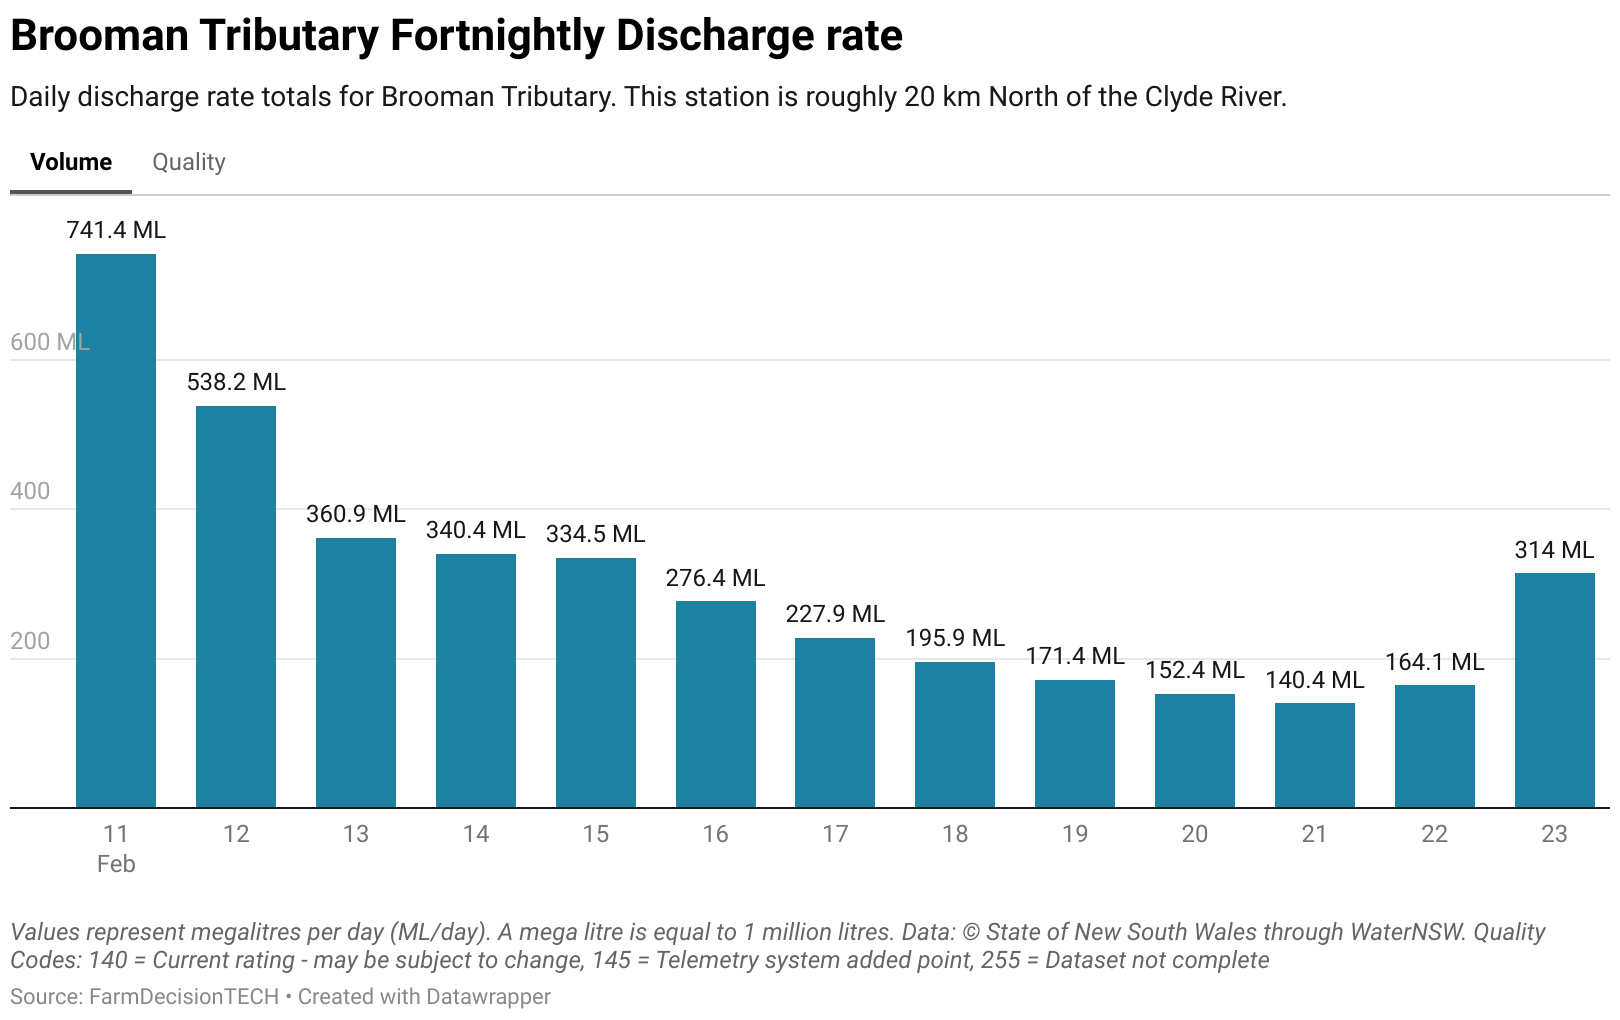 Brooman Tributary Fortnightly Discharge rate
Daily discharge rate totals for Brooman Tributary. This station is roughly 20 km North of the Clyde River.
Volume Quality
741.4 ML
600 ML
538.2 ML
400
360.9 ML
340.4 ML
334.5 ML
276.4 ML
227.9 ML
200
195.9 ML
171.4 ML
152.4 ML
140.4 ML
164.1 ML
314 ML
11 12 13 14 15 16 17 18 19 20 21 22 23
Feb
Values represent megalitres per day (ML/day). A mega litre is equal to 1 million litres. Data: © State of New South Wales through WaterNSW. Quality
Codes: 140 = Current rating - may be subject to change, 145 = Telemetry system added point, 255 = Dataset not complete
Source: FarmDecisionTECH • Created with Datawrapper